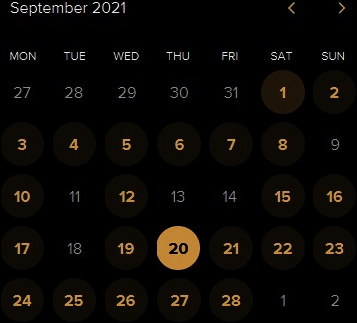 September 2021
MON TUE WED THU FRI SAT SUN
27 28 29 30 31 1 2
3 4 5 6 7 8 9
10 11 12 13 14 15 16
17 18 19 20 21 22 23
24 25 26 27 28 1 2